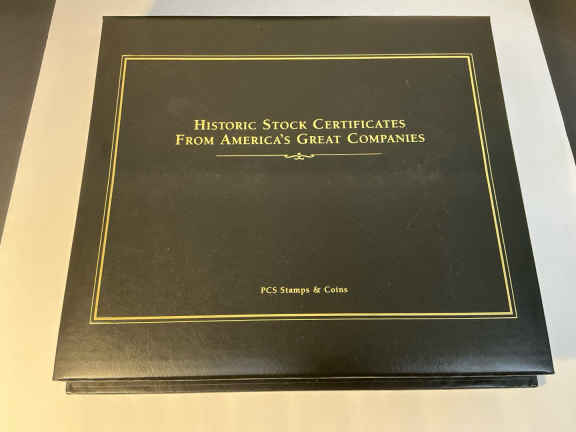 Historic Stock Certificates
From America's Great Companies
PCS Stamps & Coins